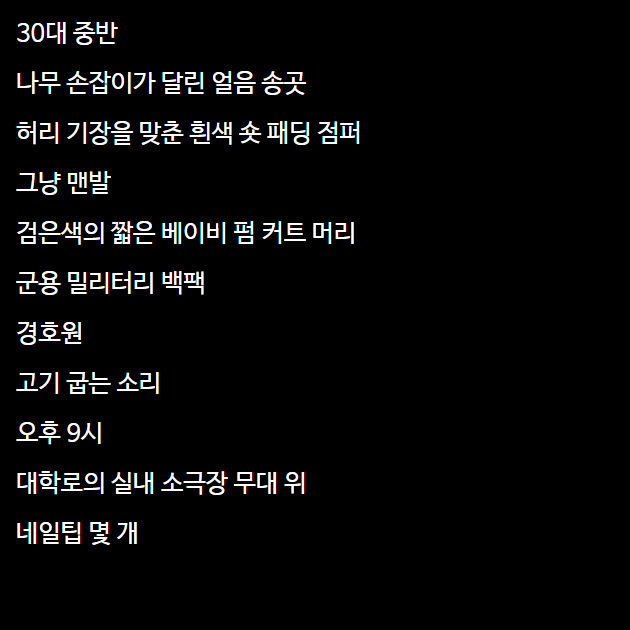 30대 중반
나무 손잡이가 달린 얼음 송곳
허리 기장을 맞춘 흰색 숏 패딩 점퍼
그냥 맨발
검은색의 짧은 베이비 펌 커트 머리
군용 밀리터리 백팩
경호원
고기 굽는 소리
오후 9시
대학로의 실내 소극장 무대 위
네일팁 몇 개